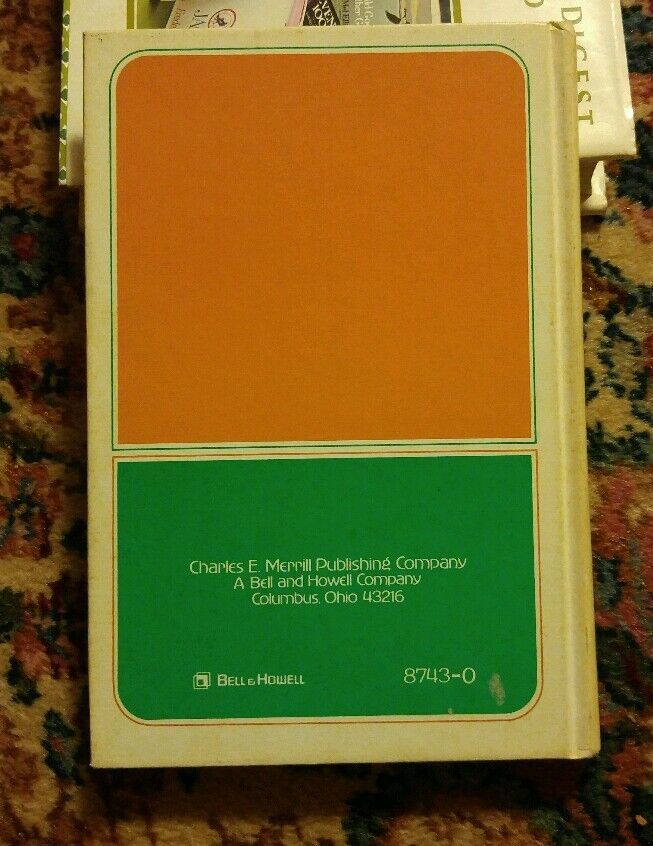 DIGEST
Charles E. Merrill Publishing Company
A Bell and Howell Company
Columbus, Ohio 43216
BELL & HOWELL
8743-0